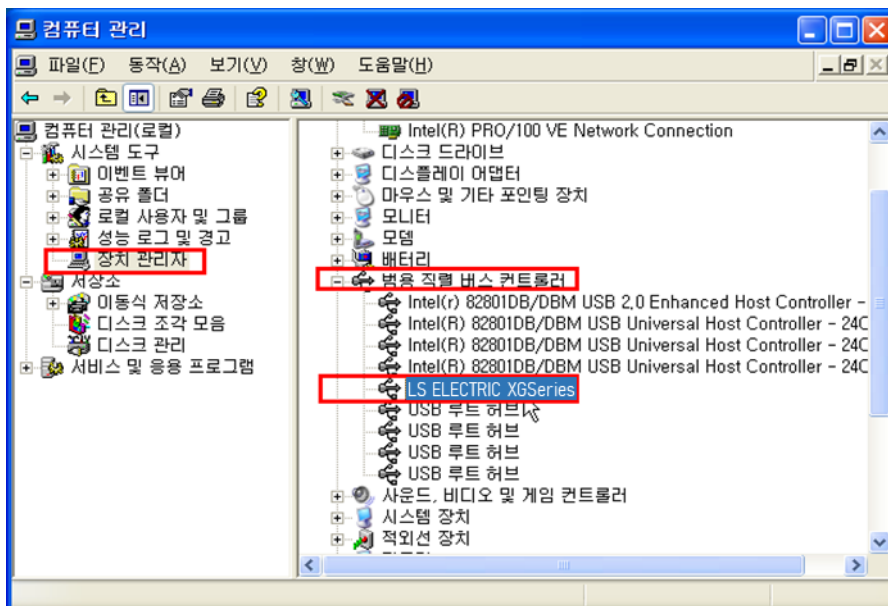 컴퓨터 관리
파일(F) 동작(A) 보기(V) 창(W) 도움말(H)
컴퓨터 관리(로컬)
시스템 도구
이벤트 뷰어
공유 폴더
로컬 사용자 및 그룹
성능 로그 및 경고
장치 관리자
저장소
이동식 저장소
디스크 조각 모음
디스크 관리
서비스 및 응용 프로그램
Intel(R) PRO/100 VE Network Connection
디스크 드라이브
디스플레이 어댑터
마우스 및 기타 포인팅 장치
모니터
모뎀
배터리
범용 직렬 버스 컨트롤러
Intel(r) 82801DB/DBM USB 2,0 Enhanced Host Controller –
Intel(R) 82801DB/DBM USB Universal Host Controller – 24C
Intel(R) 82801DB/DBM USB Universal Host Controller – 24C
Intel(R) 82801DB/DBM USB Universal Host Controller – 24C
LS ELECTRIC XGSeries
USB 루트 허브
USB 루트 허브
USB 루트 허브
USB 루트 허브
사운드, 비디오 및 게임 컨트롤러
시스템 장치
적외선 장치